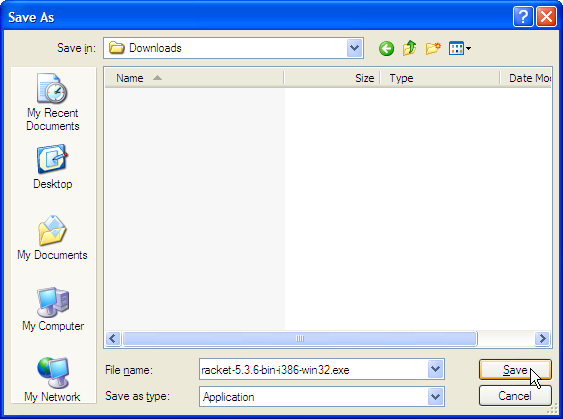 Save As
Save in: Downloads
Name Size Type Date Mo
My Recent Documents
Desktop
My Documents
My Computer
My Network
File name: racket-5.3.6-bin-i386-win32.exe Save
Save as type: Application Cancel